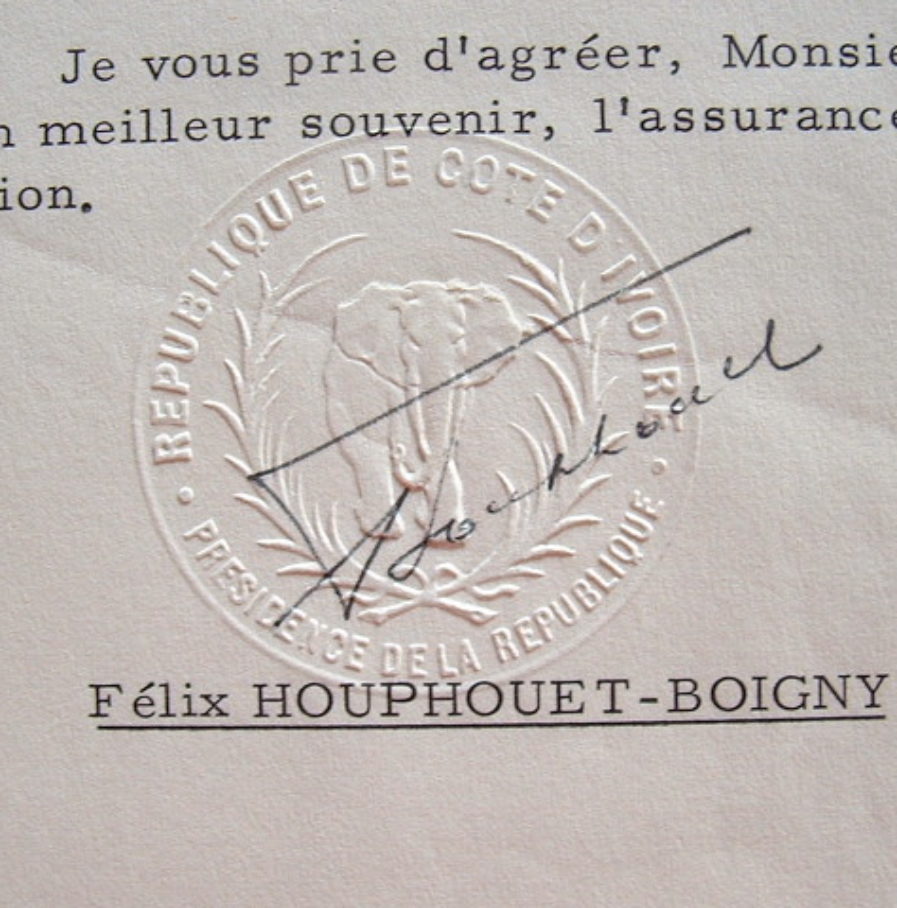 Je vous prie d'agréer, Monsie
n meilleur souvenir, l'assurance
ion.
REPUBLIQUE DE COTE D'IVOIRE
PRESIDENCE DE LA REPUBLIQUE
Houphouet
Félix HOUPHOUET-BOIGNY